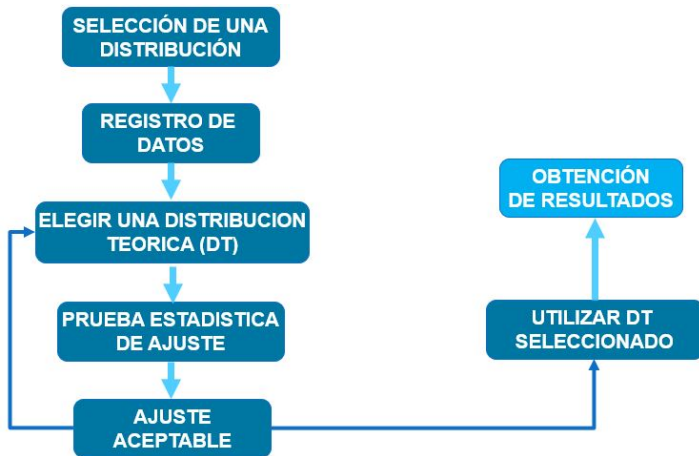 SELECCIÓN DE UNA
DISTRIBUCIÓN
REGISTRO DE
DATOS
ELEGIR UNA DISTRIBUCION
TEORICA (DT)
PRUEBA ESTADISTICA
DE AJUSTE
AJUSTE
ACEPTABLE
OBTENCIÓN
DE RESULTADOS
UTILIZAR DT
SELECCIONADO